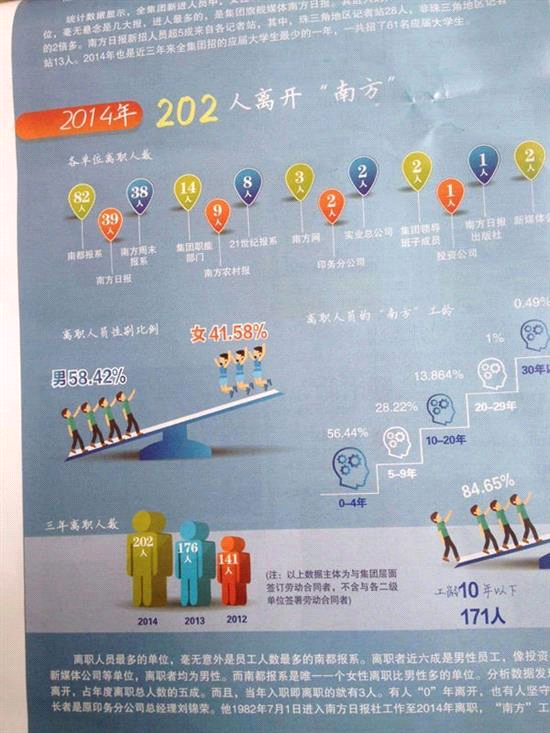 统计数据显示，全集团新进人员中，
位，毫无悬念是几大报，进人最多的，是集团旗舰媒体南方日报。
的2倍多。南方日报新招人员超5成来自各记者站，其中，珠三角地区记者站28人，非珠三角地区记者
站13人。2014年也是近三年来全集团招的应届大学生最少的一年，一共招了61名应届大学生。
2014年 202 人离开“南方”
各单位离职人数
82人 39人 38人 14人 9人 8人 3人 2人 2人 2人 1人 1人 2
南都报系 南方日报 南方周末报系 集团职能部门 南方农村报 21世纪报系 南方网 印务分公司 实业总公司 集团领导班子成员 投资公司 南方日报出版社 新媒体
离职人员性别比例
男58.42%
女41.58%
离职人员的“南方”工龄
56.44% 28.22% 13.864% 1% 0.49%
0–4年 5–9年 10–20年 20–29年 30年
三年离职人数
202人 176人 141人
2014 2013 2012
(注：以上数据主体为与集团层面
签订劳动合同者，不含与各二级
单位签署劳动合同者)
84.65%
工龄10年以下
171人
离职人员最多的单位，毫无意外是员工人数最多的南都报系。离职者近六成是男性员工，像投资
新媒体公司等单位，离职者均为男性。而南都报系是唯一一个女性离职比男性多的单位。分析数据发
离开，占年度离职总人数的五成。而且，当年入职即离职的就有3人。有人“0”年离开，也有人坚守
长者是原印务分公司总经理刘锦荣。他1982年7月1日进入南方日报社工作至2014年离职，“南方”工